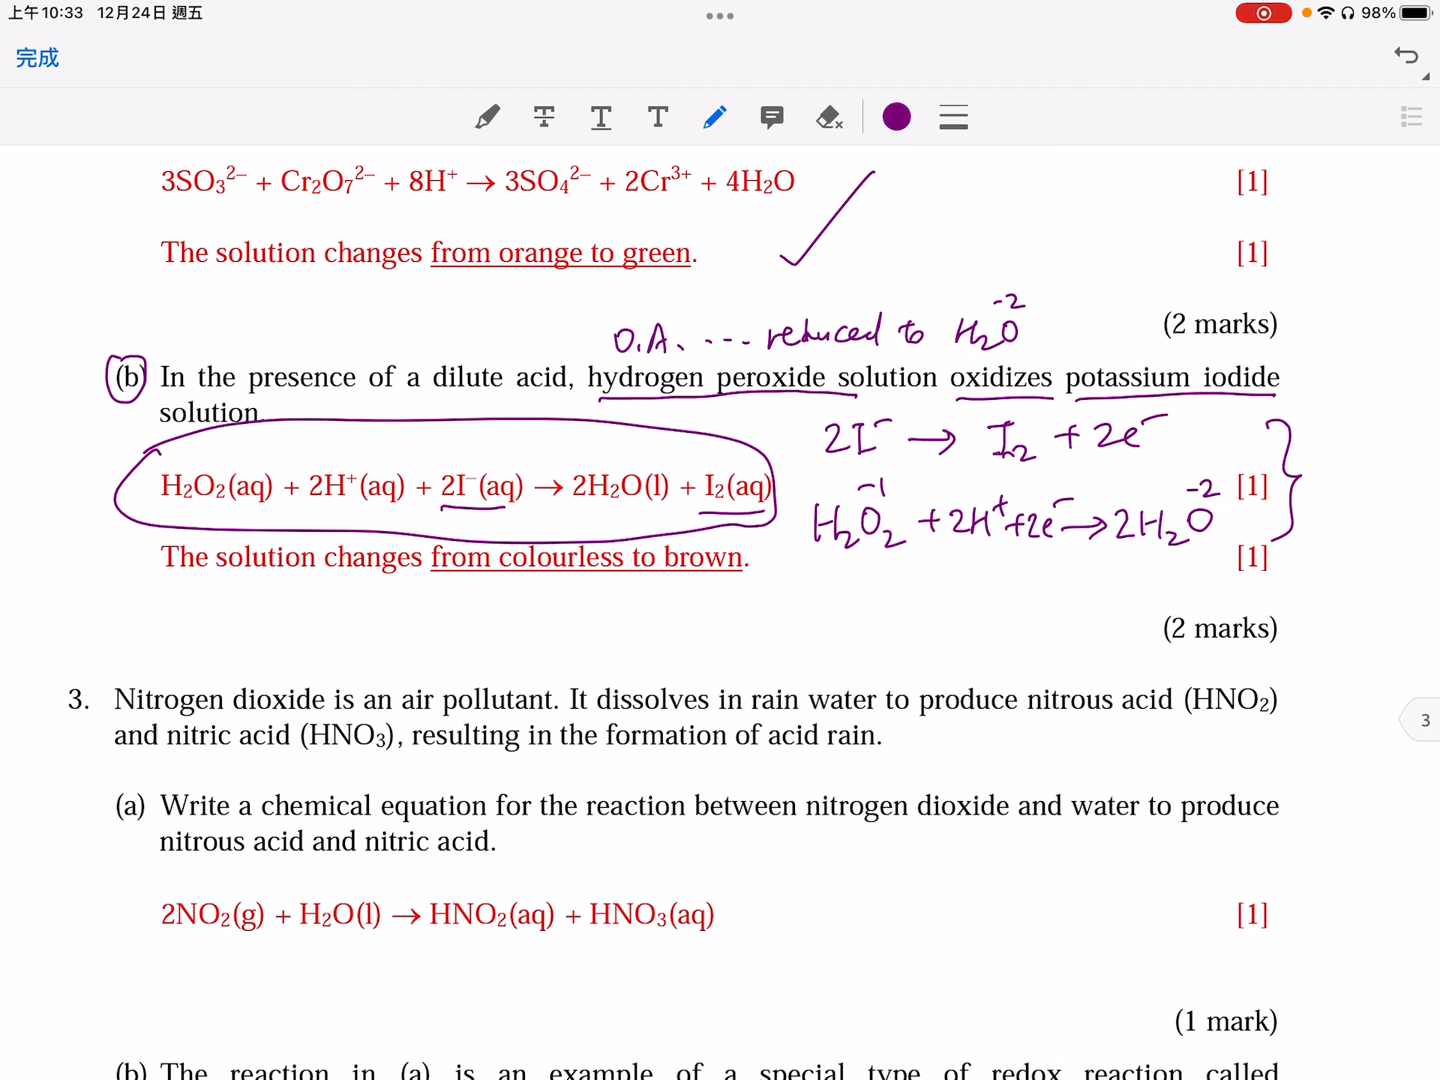 上午10:33 12月24日 週五 98%
完成
3SO₃²⁻ + Cr₂O₇²⁻ + 8H⁺ → 3SO₄²⁻ + 2Cr³⁺ + 4H₂O [1]
The solution changes from orange to green. [1]
(2 marks)
O.A. .... reduced to H₂O -2
(b) In the presence of a dilute acid, hydrogen peroxide solution oxidizes potassium iodide
solution.
2I⁻ → I₂ + 2e⁻
H₂O₂(aq) + 2H⁺(aq) + 2I⁻(aq) → 2H₂O(l) + I₂(aq) [1]
-1 -2
H₂O₂ + 2H⁺ + 2e⁻ → 2H₂O
The solution changes from colourless to brown. [1]
(2 marks)
3. Nitrogen dioxide is an air pollutant. It dissolves in rain water to produce nitrous acid (HNO₂)
and nitric acid (HNO₃), resulting in the formation of acid rain.
3
(a) Write a chemical equation for the reaction between nitrogen dioxide and water to produce
nitrous acid and nitric acid.
2NO₂(g) + H₂O(l) → HNO₂(aq) + HNO₃(aq) [1]
(1 mark)
(b) The reaction in (a) is an example of a special type of redox reaction called